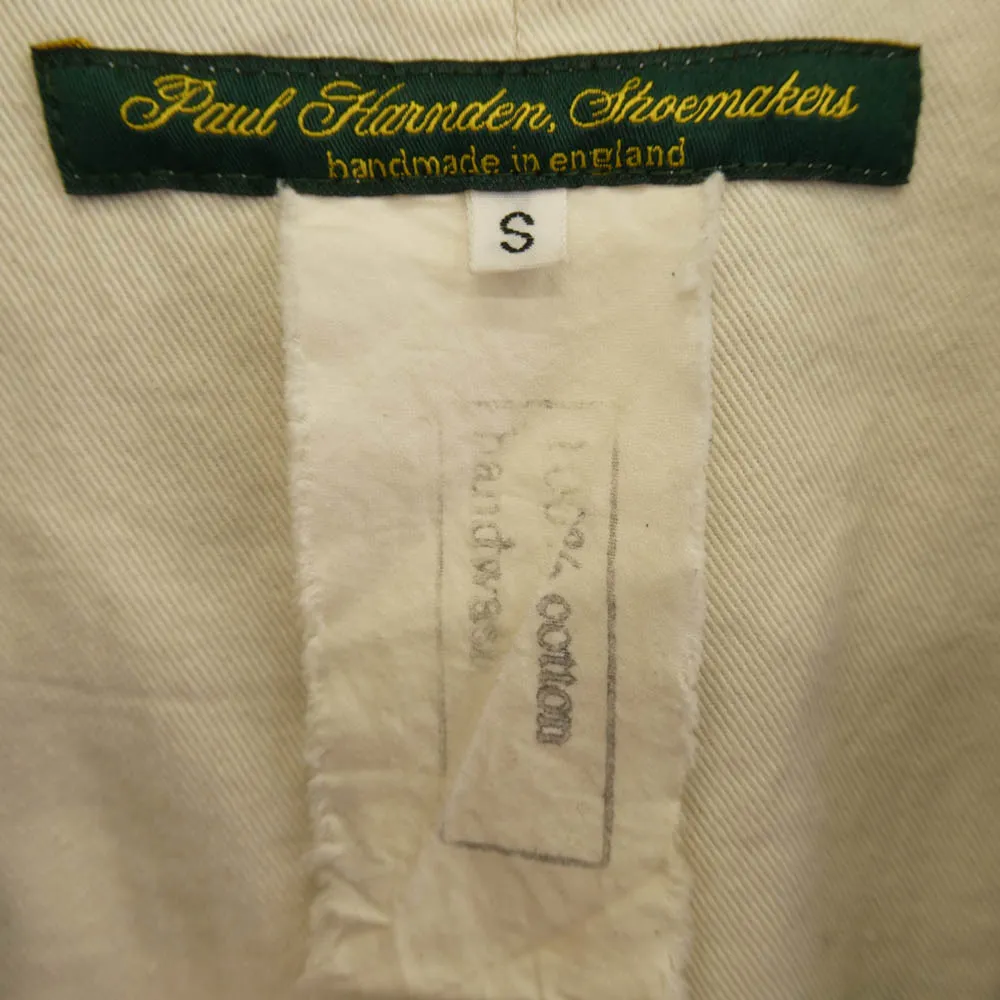 Paul Harnden, Shoemakers
handmade in england
S
100% cotton
handwash